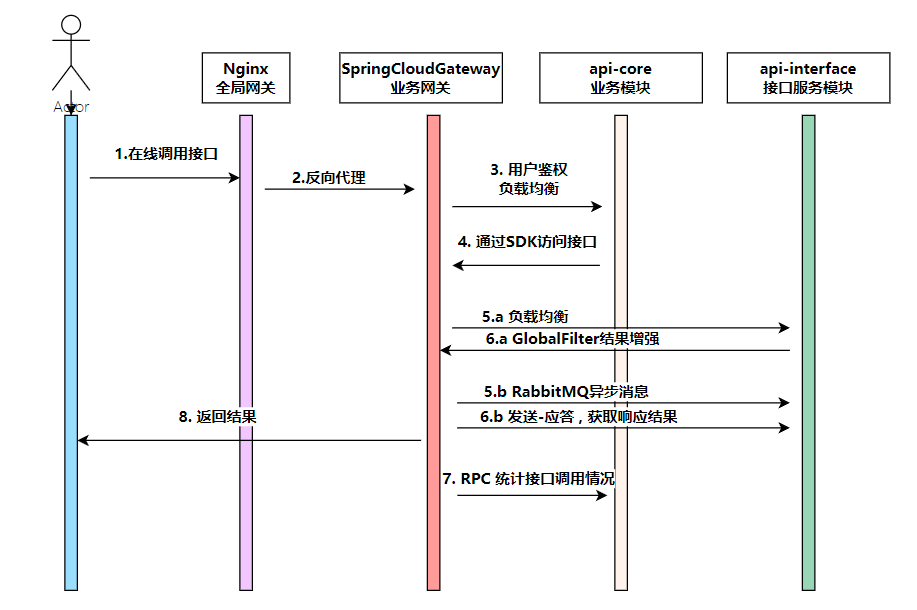 Nginx
全局网关
SpringCloudGateway
业务网关
api-core
业务模块
api-interface
接口服务模块
Actor
1.在线调用接口
2.反向代理
3. 用户鉴权
负载均衡
4. 通过SDK访问接口
5.a 负载均衡
6.a GlobalFilter结果增强
5.b RabbitMQ异步消息
6.b 发送-应答，获取响应结果
8. 返回结果
7. RPC 统计接口调用情况